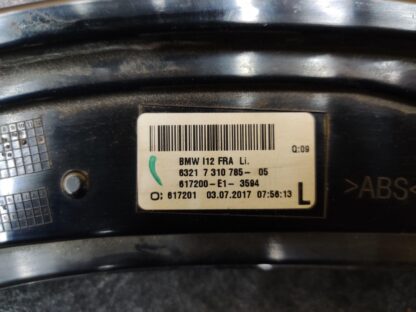 Q:09
BMW I12 FRA Li.
6321 7 310 785- 05
617200-E1- 3594
O: 617201 03.07.2017 07:56:13 L
>ABS